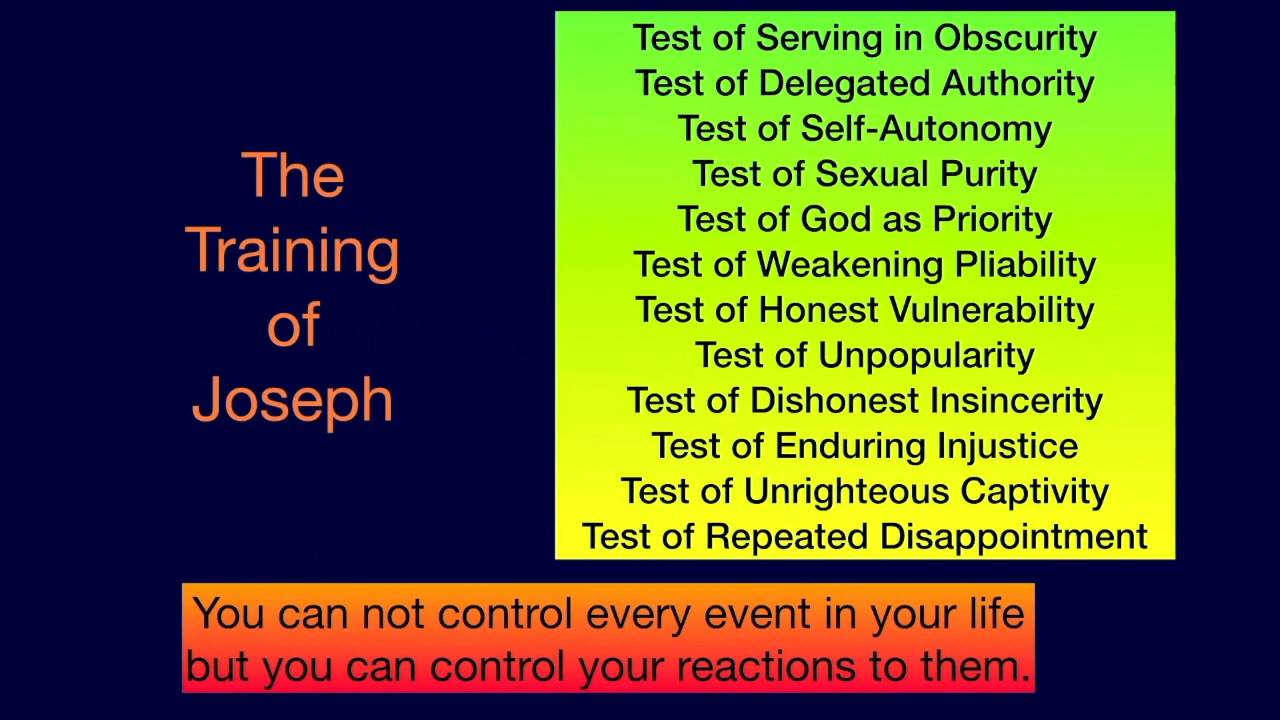 The
Training
of
Joseph
Test of Serving in Obscurity
Test of Delegated Authority
Test of Self-Autonomy
Test of Sexual Purity
Test of God as Priority
Test of Weakening Pliability
Test of Honest Vulnerability
Test of Unpopularity
Test of Dishonest Insincerity
Test of Enduring Injustice
Test of Unrighteous Captivity
Test of Repeated Disappointment
You can not control every event in your life
but you can control your reactions to them.